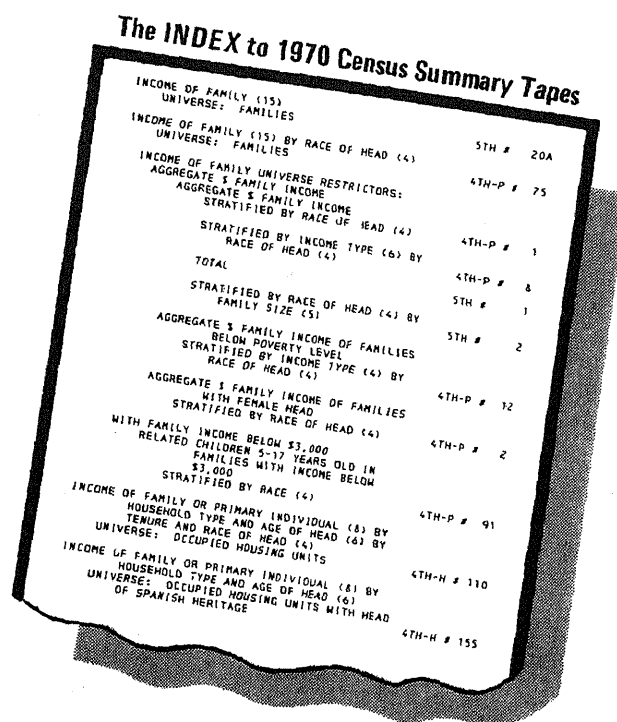 The INDEX to 1970 Census Summary Tapes
INCOME OF FAMILY (15)
UNIVERSE: FAMILIES 5TH # 20A
INCOME OF FAMILY (15) BY RACE OF HEAD (4)
UNIVERSE: FAMILIES 4TH-P # 75
INCOME OF FAMILY UNIVERSE RESTRICTORS:
AGGREGATE $ FAMILY INCOME
AGGREGATE $ FAMILY INCOME
STRATIFIED BY RACE OF HEAD (4) 4TH-P # 1
STRATIFIED BY INCOME TYPE (6) BY
RACE OF HEAD (4) 4TH-P # 8
TOTAL 5TH # 1
STRATIFIED BY RACE OF HEAD (4) BY
FAMILY SIZE (5) 5TH # 2
AGGREGATE $ FAMILY INCOME OF FAMILIES
BELOW POVERTY LEVEL
STRATIFIED BY INCOME TYPE (4) BY
RACE OF HEAD (4) 4TH-P # 12
AGGREGATE $ FAMILY INCOME OF FAMILIES
WITH FEMALE HEAD
STRATIFIED BY RACE OF HEAD (4) 4TH-P # 2
WITH FAMILY INCOME BELOW $3,000
RELATED CHILDREN 5-17 YEARS OLD IN
FAMILIES WITH INCOME BELOW
$3,000
STRATIFIED BY RACE (4) 4TH-P # 91
INCOME OF FAMILY OR PRIMARY INDIVIDUAL (8) BY
HOUSEHOLD TYPE AND AGE OF HEAD (6) BY
TENURE AND RACE OF HEAD (4)
UNIVERSE: OCCUPIED HOUSING UNITS 4TH-H # 110
INCOME OF FAMILY OR PRIMARY INDIVIDUAL (8) BY
HOUSEHOLD TYPE AND AGE OF HEAD (6)
UNIVERSE: OCCUPIED HOUSING UNITS WITH HEAD
OF SPANISH HERITAGE 4TH-H # 155